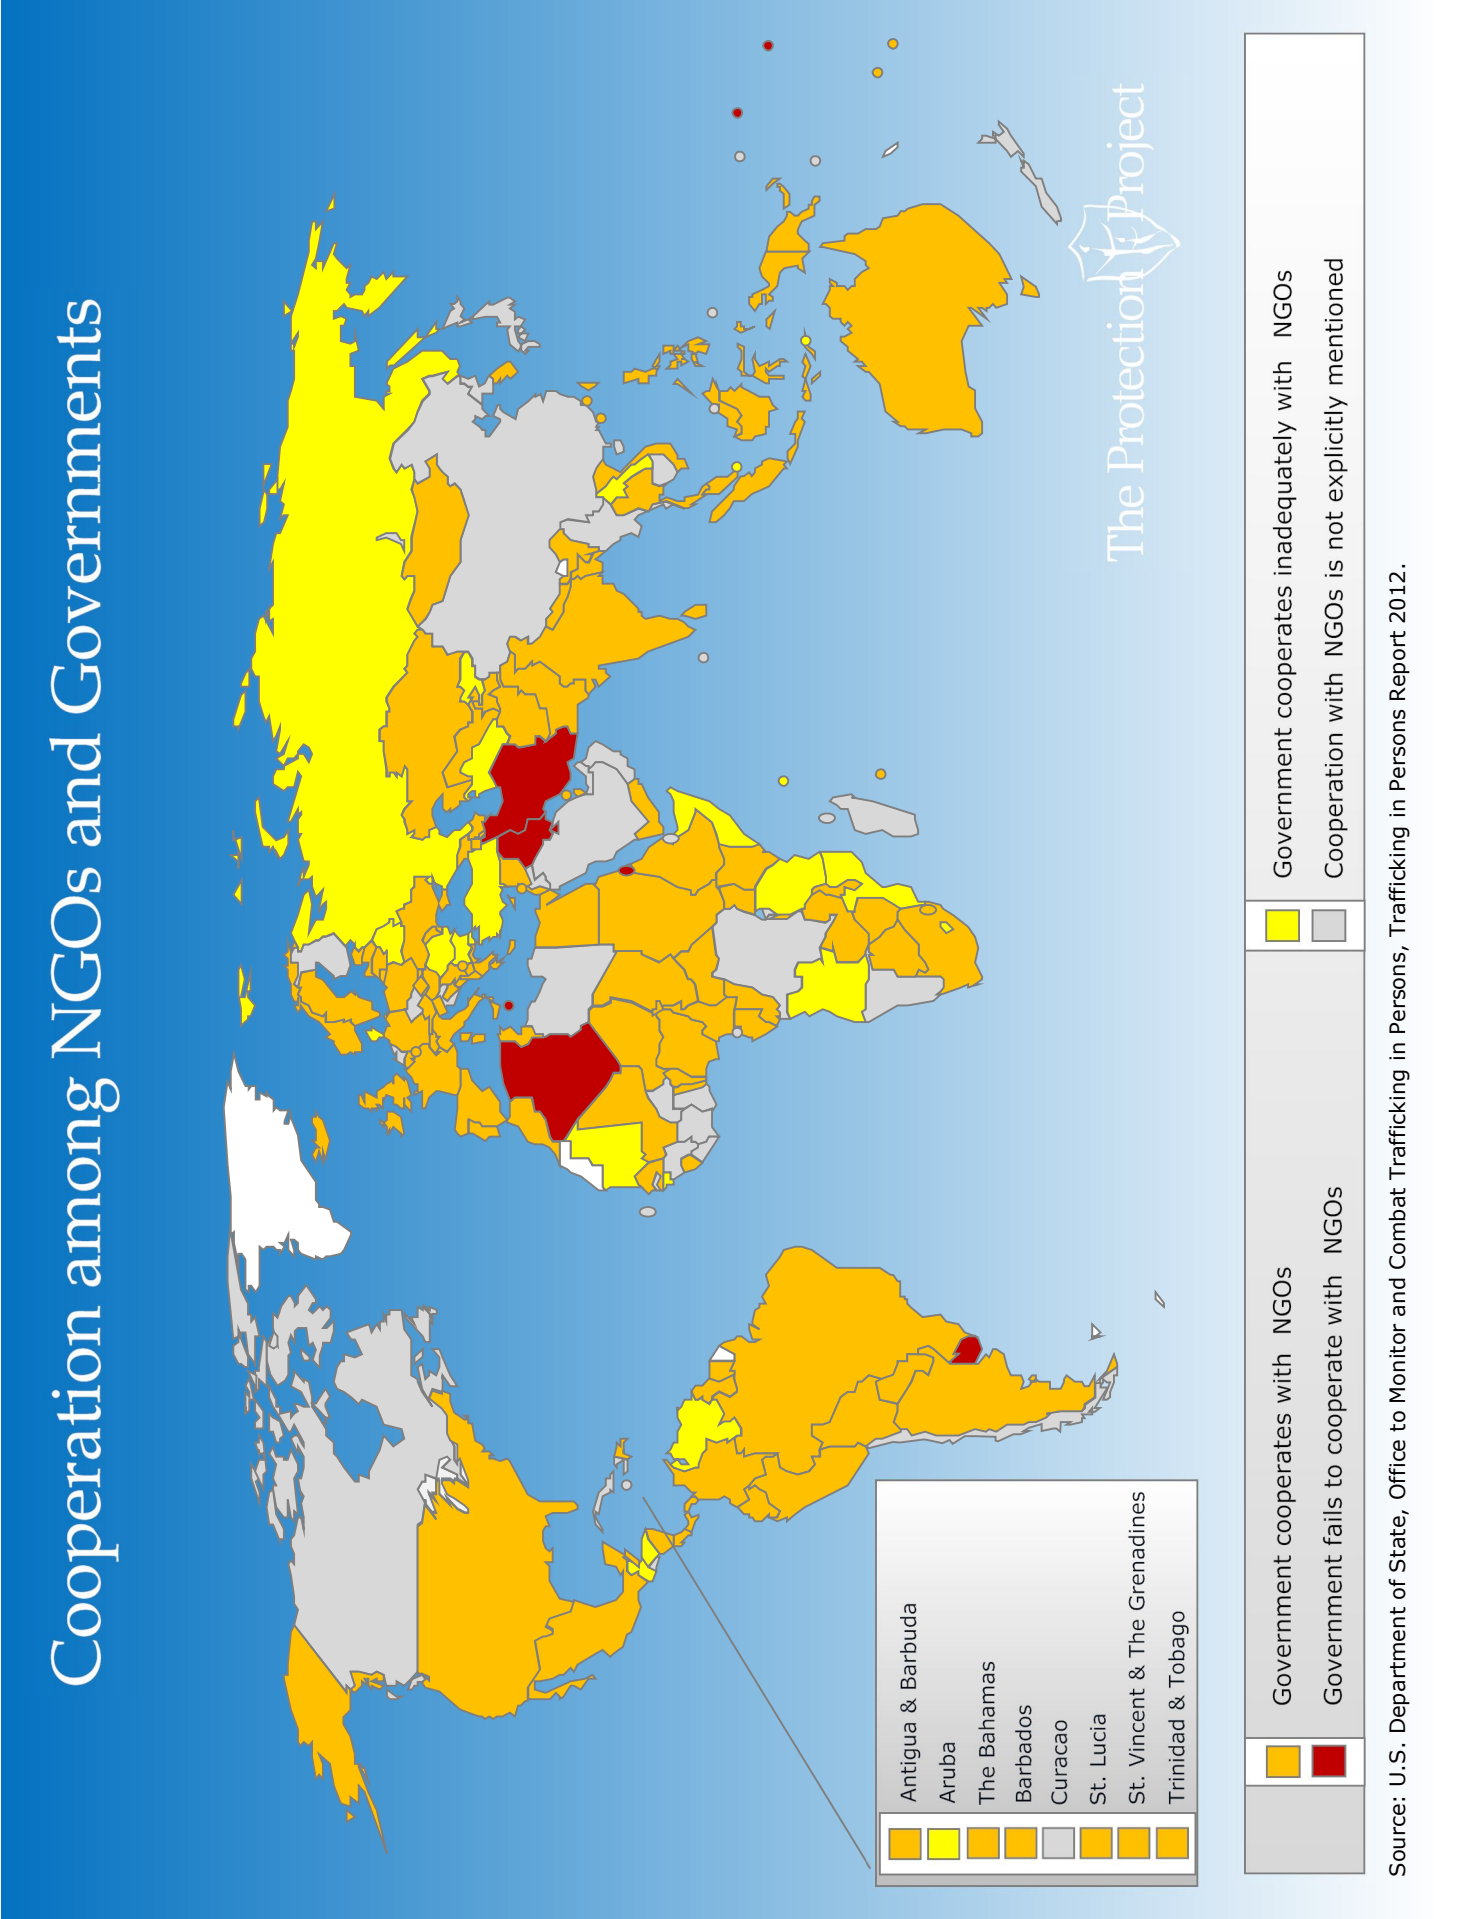 Cooperation among NGOs and Governments
The Protection Project
Antigua & Barbuda
Aruba
The Bahamas
Barbados
Curacao
St. Lucia
St. Vincent & The Grenadines
Trinidad & Tobago
Government cooperates with NGOs
Government fails to cooperate with NGOs
Government cooperates inadequately with NGOs
Cooperation with NGOs is not explicitly mentioned
Source: U.S. Department of State, Office to Monitor and Combat Trafficking in Persons, Trafficking in Persons Report 2012.